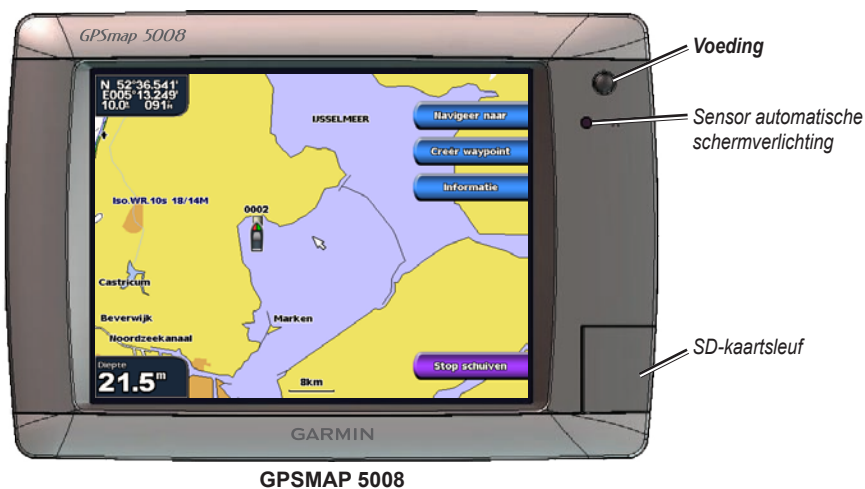 GPSmap 5008
Voeding
N 52°36.541'
E005°13.249'
10.0 091
Sensor automatische
schermverlichting
IJSSELMEER
Navigeer naar
Creër waypoint
Informatie
Iso.WR.10s 18/14M
0002
Castricum
Beverwijk
Marken
Noordzeekanaal
SD-kaartsleuf
Diepte
21.5m
8km
Stop schuiven
GARMIN
GPSMAP 5008